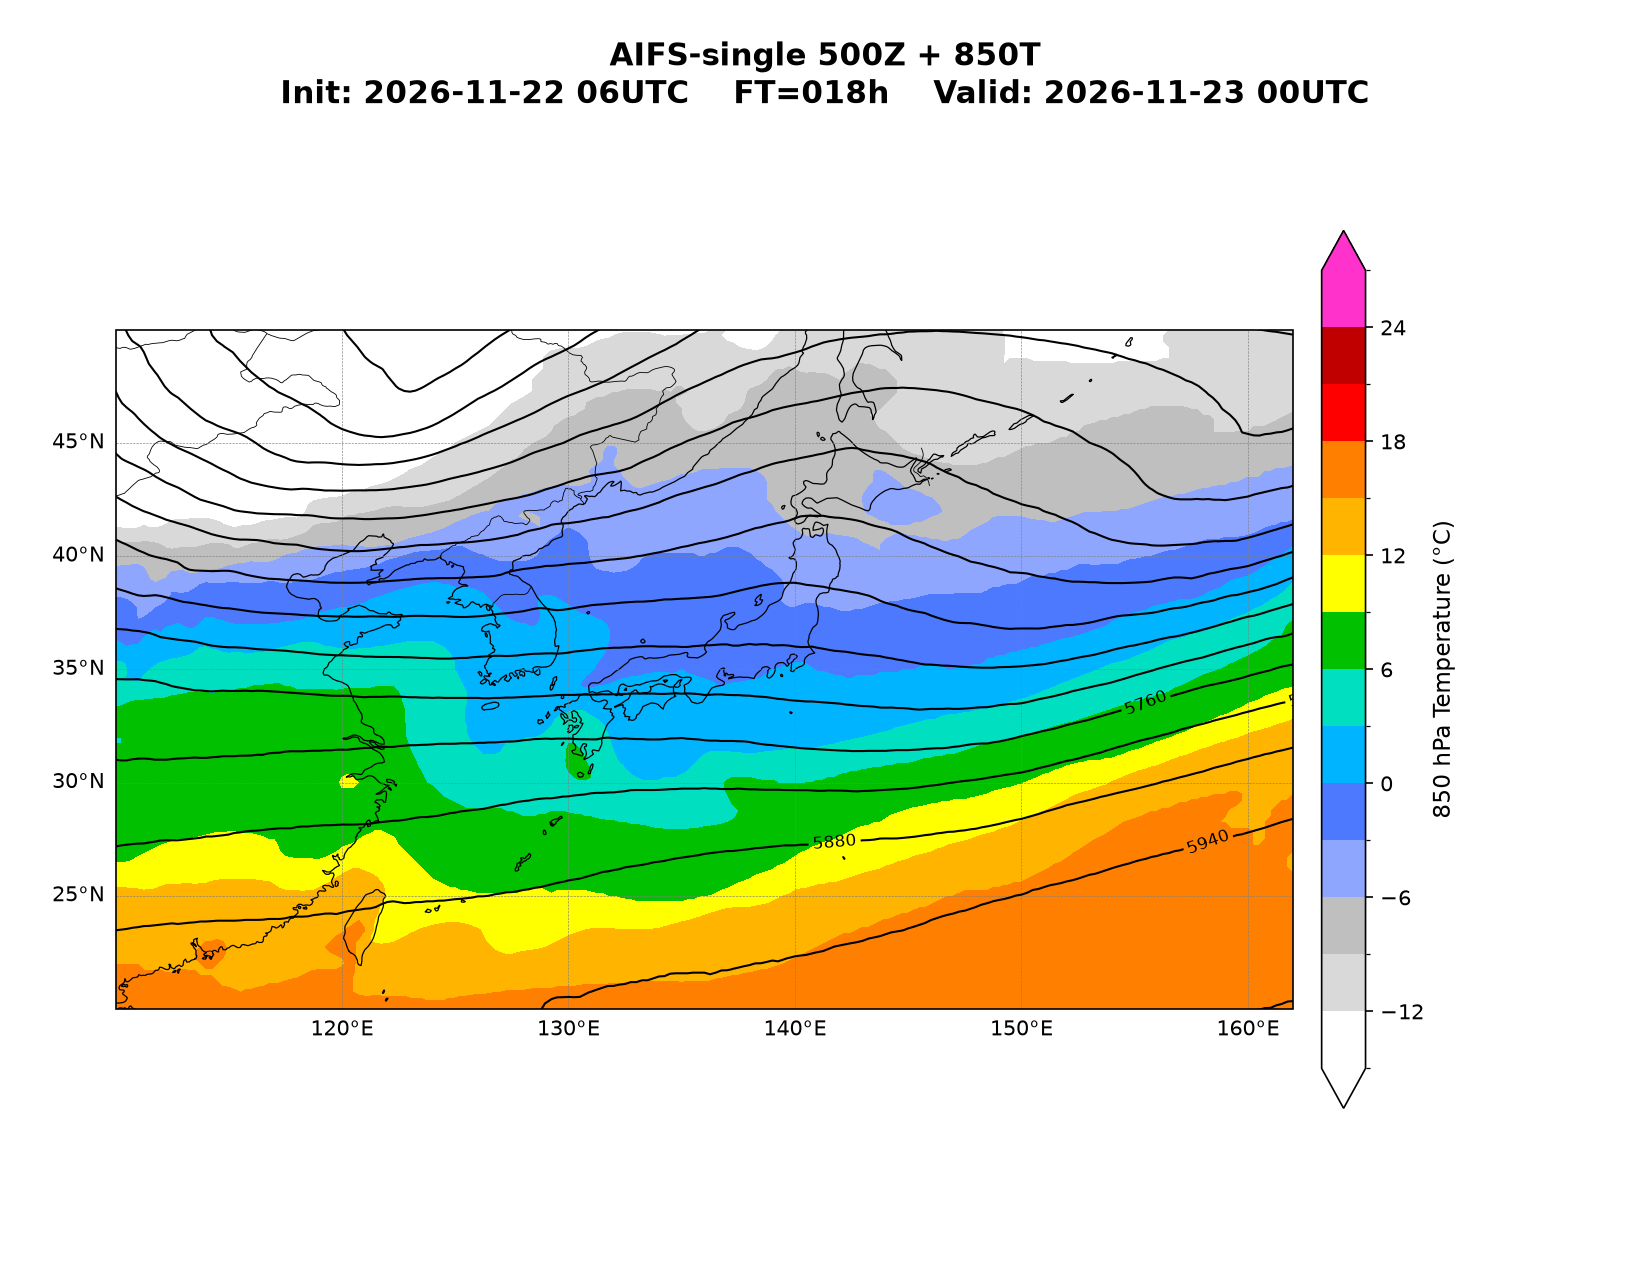 AIFS-single 500Z + 850T
Init: 2026-11-22 06UTC    FT=018h    Valid: 2026-11-23 00UTC
24
18
12
6
0
−6
−12
850 hPa Temperature (°C)
45°N
40°N
35°N
30°N
25°N
5760
5880
5940
120°E
130°E
140°E
150°E
160°E